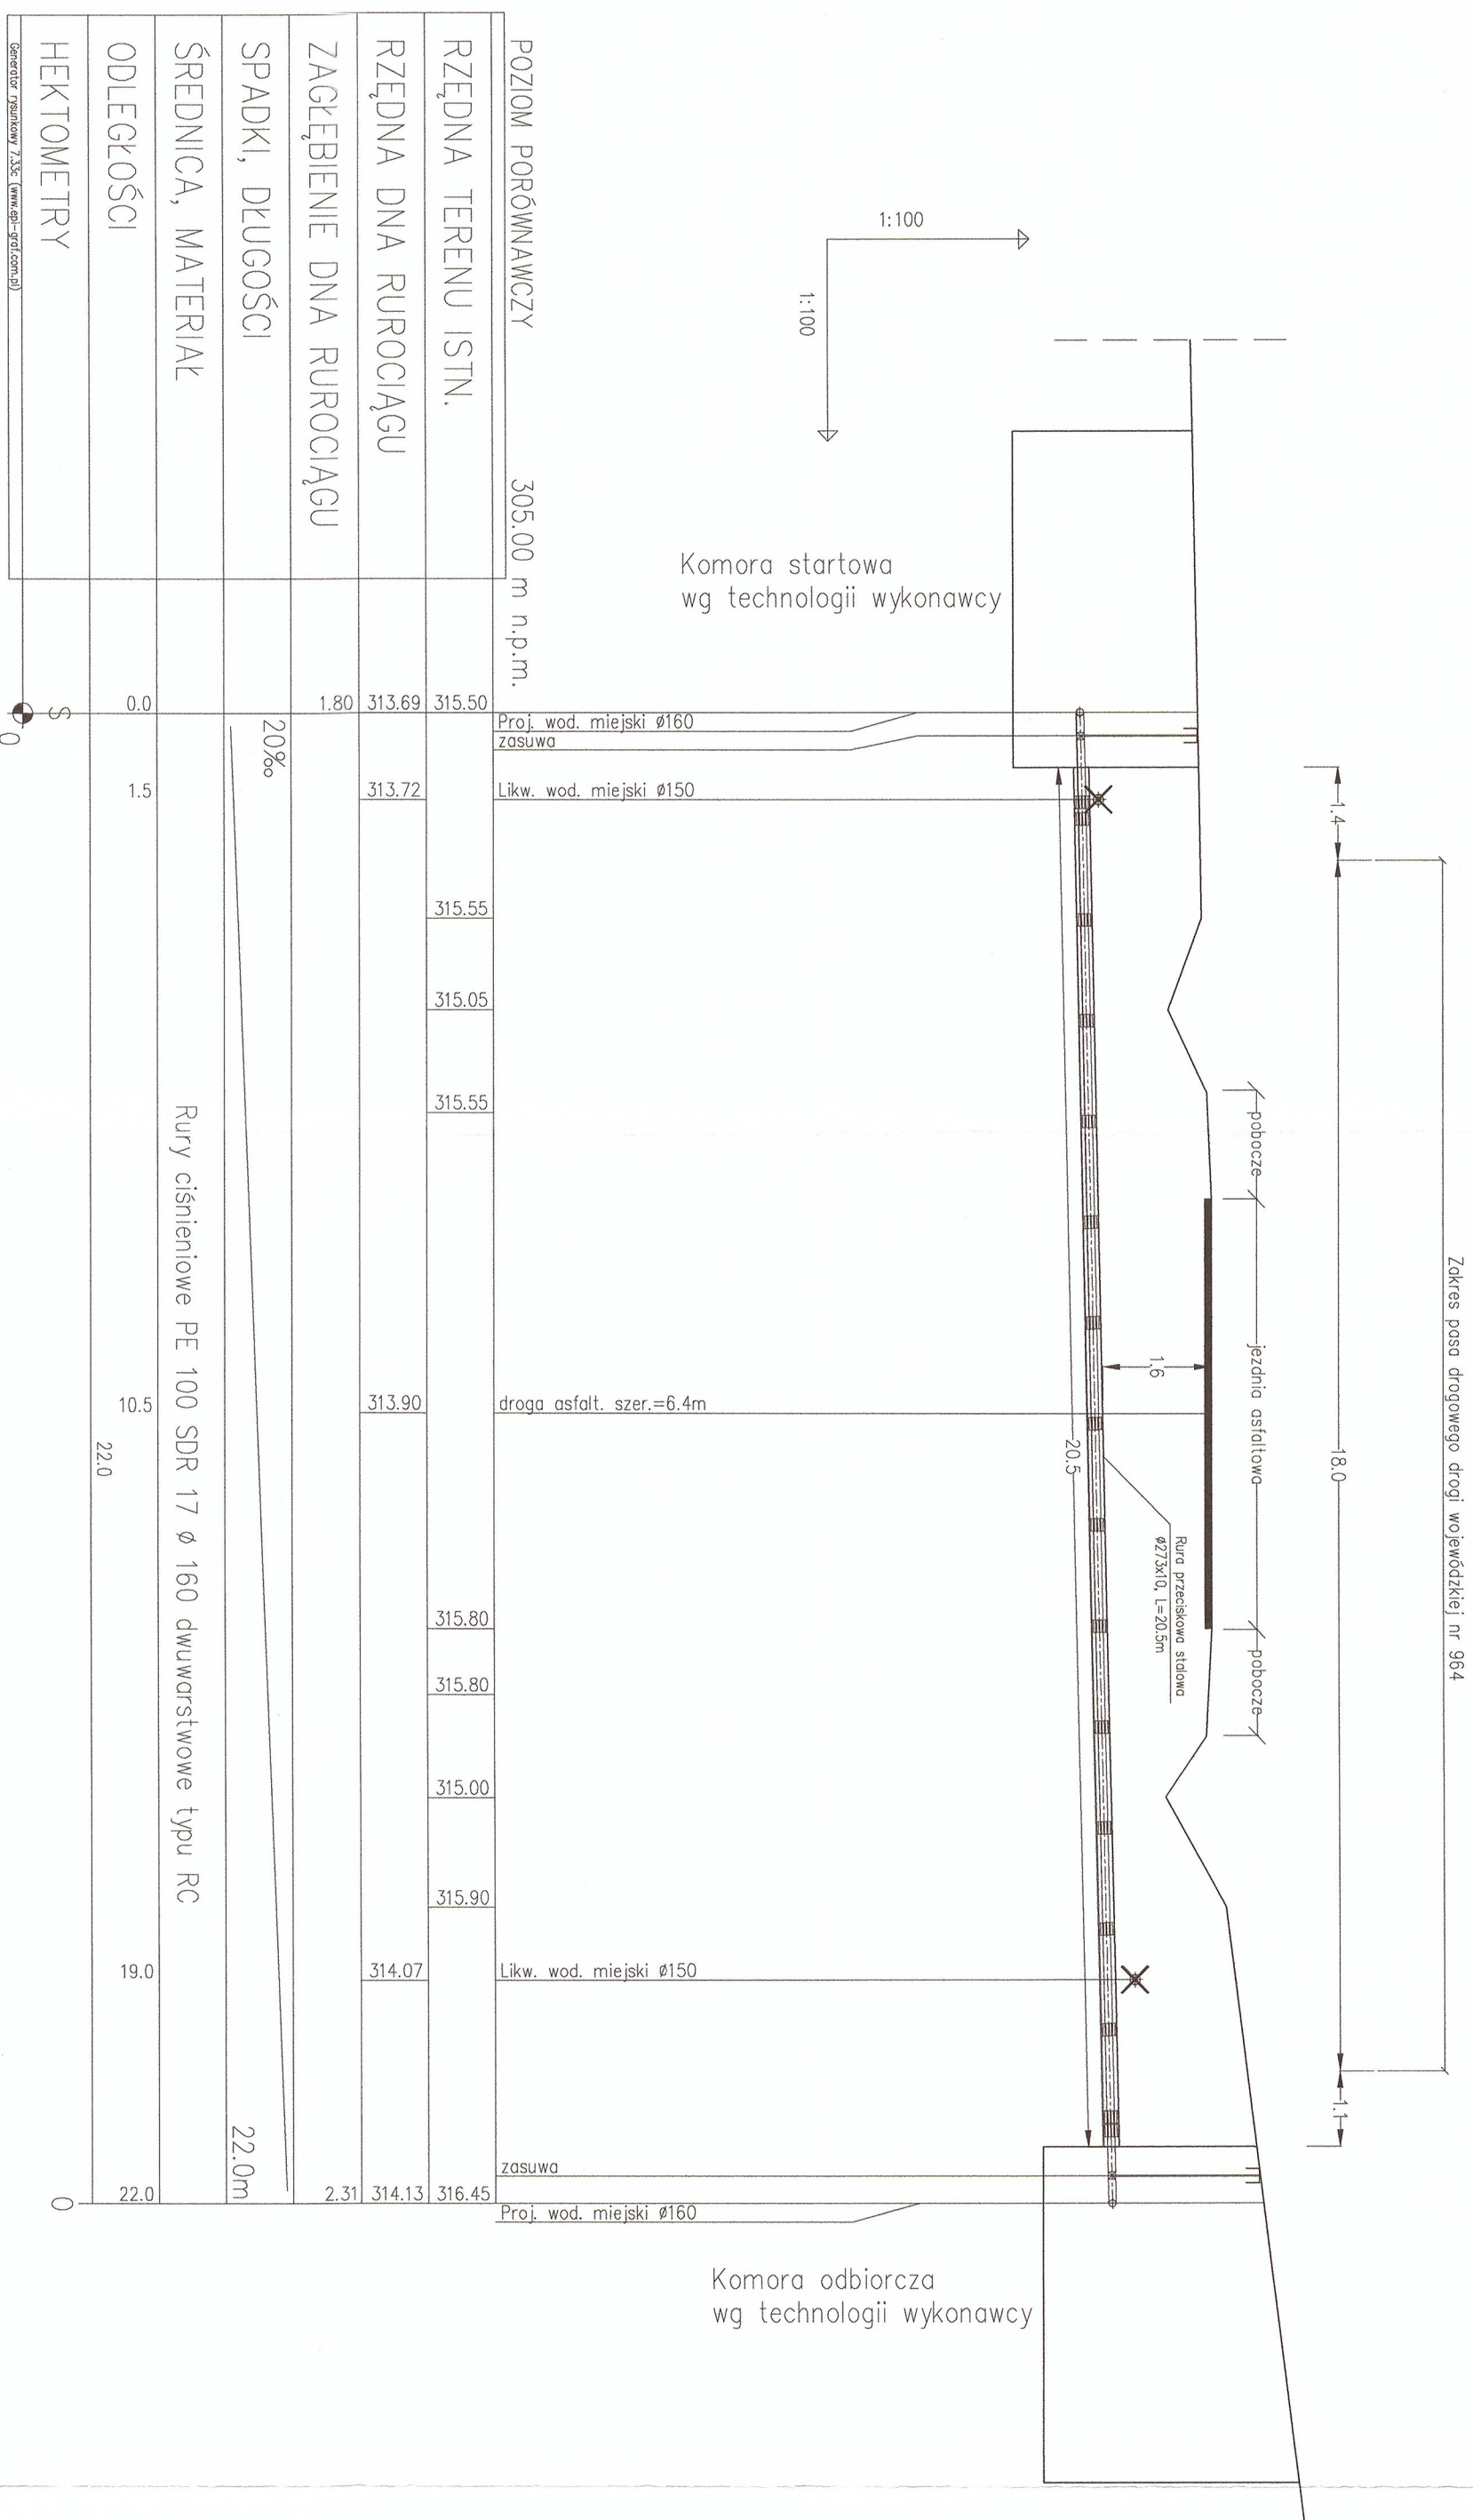 Zakres pasa drogowego drogi wojewódzkiej nr 964
1.4
18.0
1.1
pobocze
jezdnia asfaltowa
pobocze
1.6
Rura przeciskowa stalowa
ø273x10, L=20.5m
20.5
1:100
1:100
Komora startowa
wg technologii wykonawcy
Komora odbiorcza
wg technologii wykonawcy
Proj. wod. miejski ø160
zasuwa
Likw. wod. miejski ø150
droga asfalt. szer.=6.4m
Likw. wod. miejski ø150
zasuwa
Proj. wod. miejski ø160
POZIOM PORÓWNAWCZY 305.00 m n.p.m.
RZĘDNA TERENU ISTN. 315.50 315.55 315.05 315.55 315.80 315.80 315.00 315.90 316.45
RZĘDNA DNA RUROCIĄGU 313.69 313.72 313.90 314.07 314.13
ZAGŁĘBIENIE DNA RUROCIĄGU 1.80 2.31
SPADKI, DŁUGOŚCI 20‰ 22.0m
ŚREDNICA, MATERIAŁ Rury ciśnieniowe PE 100 SDR 17 ø 160 dwuwarstwowe typu RC
ODLEGŁOŚCI 0.0 1.5 10.5 19.0 22.0
22.0
HEKTOMETRY S 0
0
Generator rysunkowy 7.33c (www.epi-graf.com.pl)